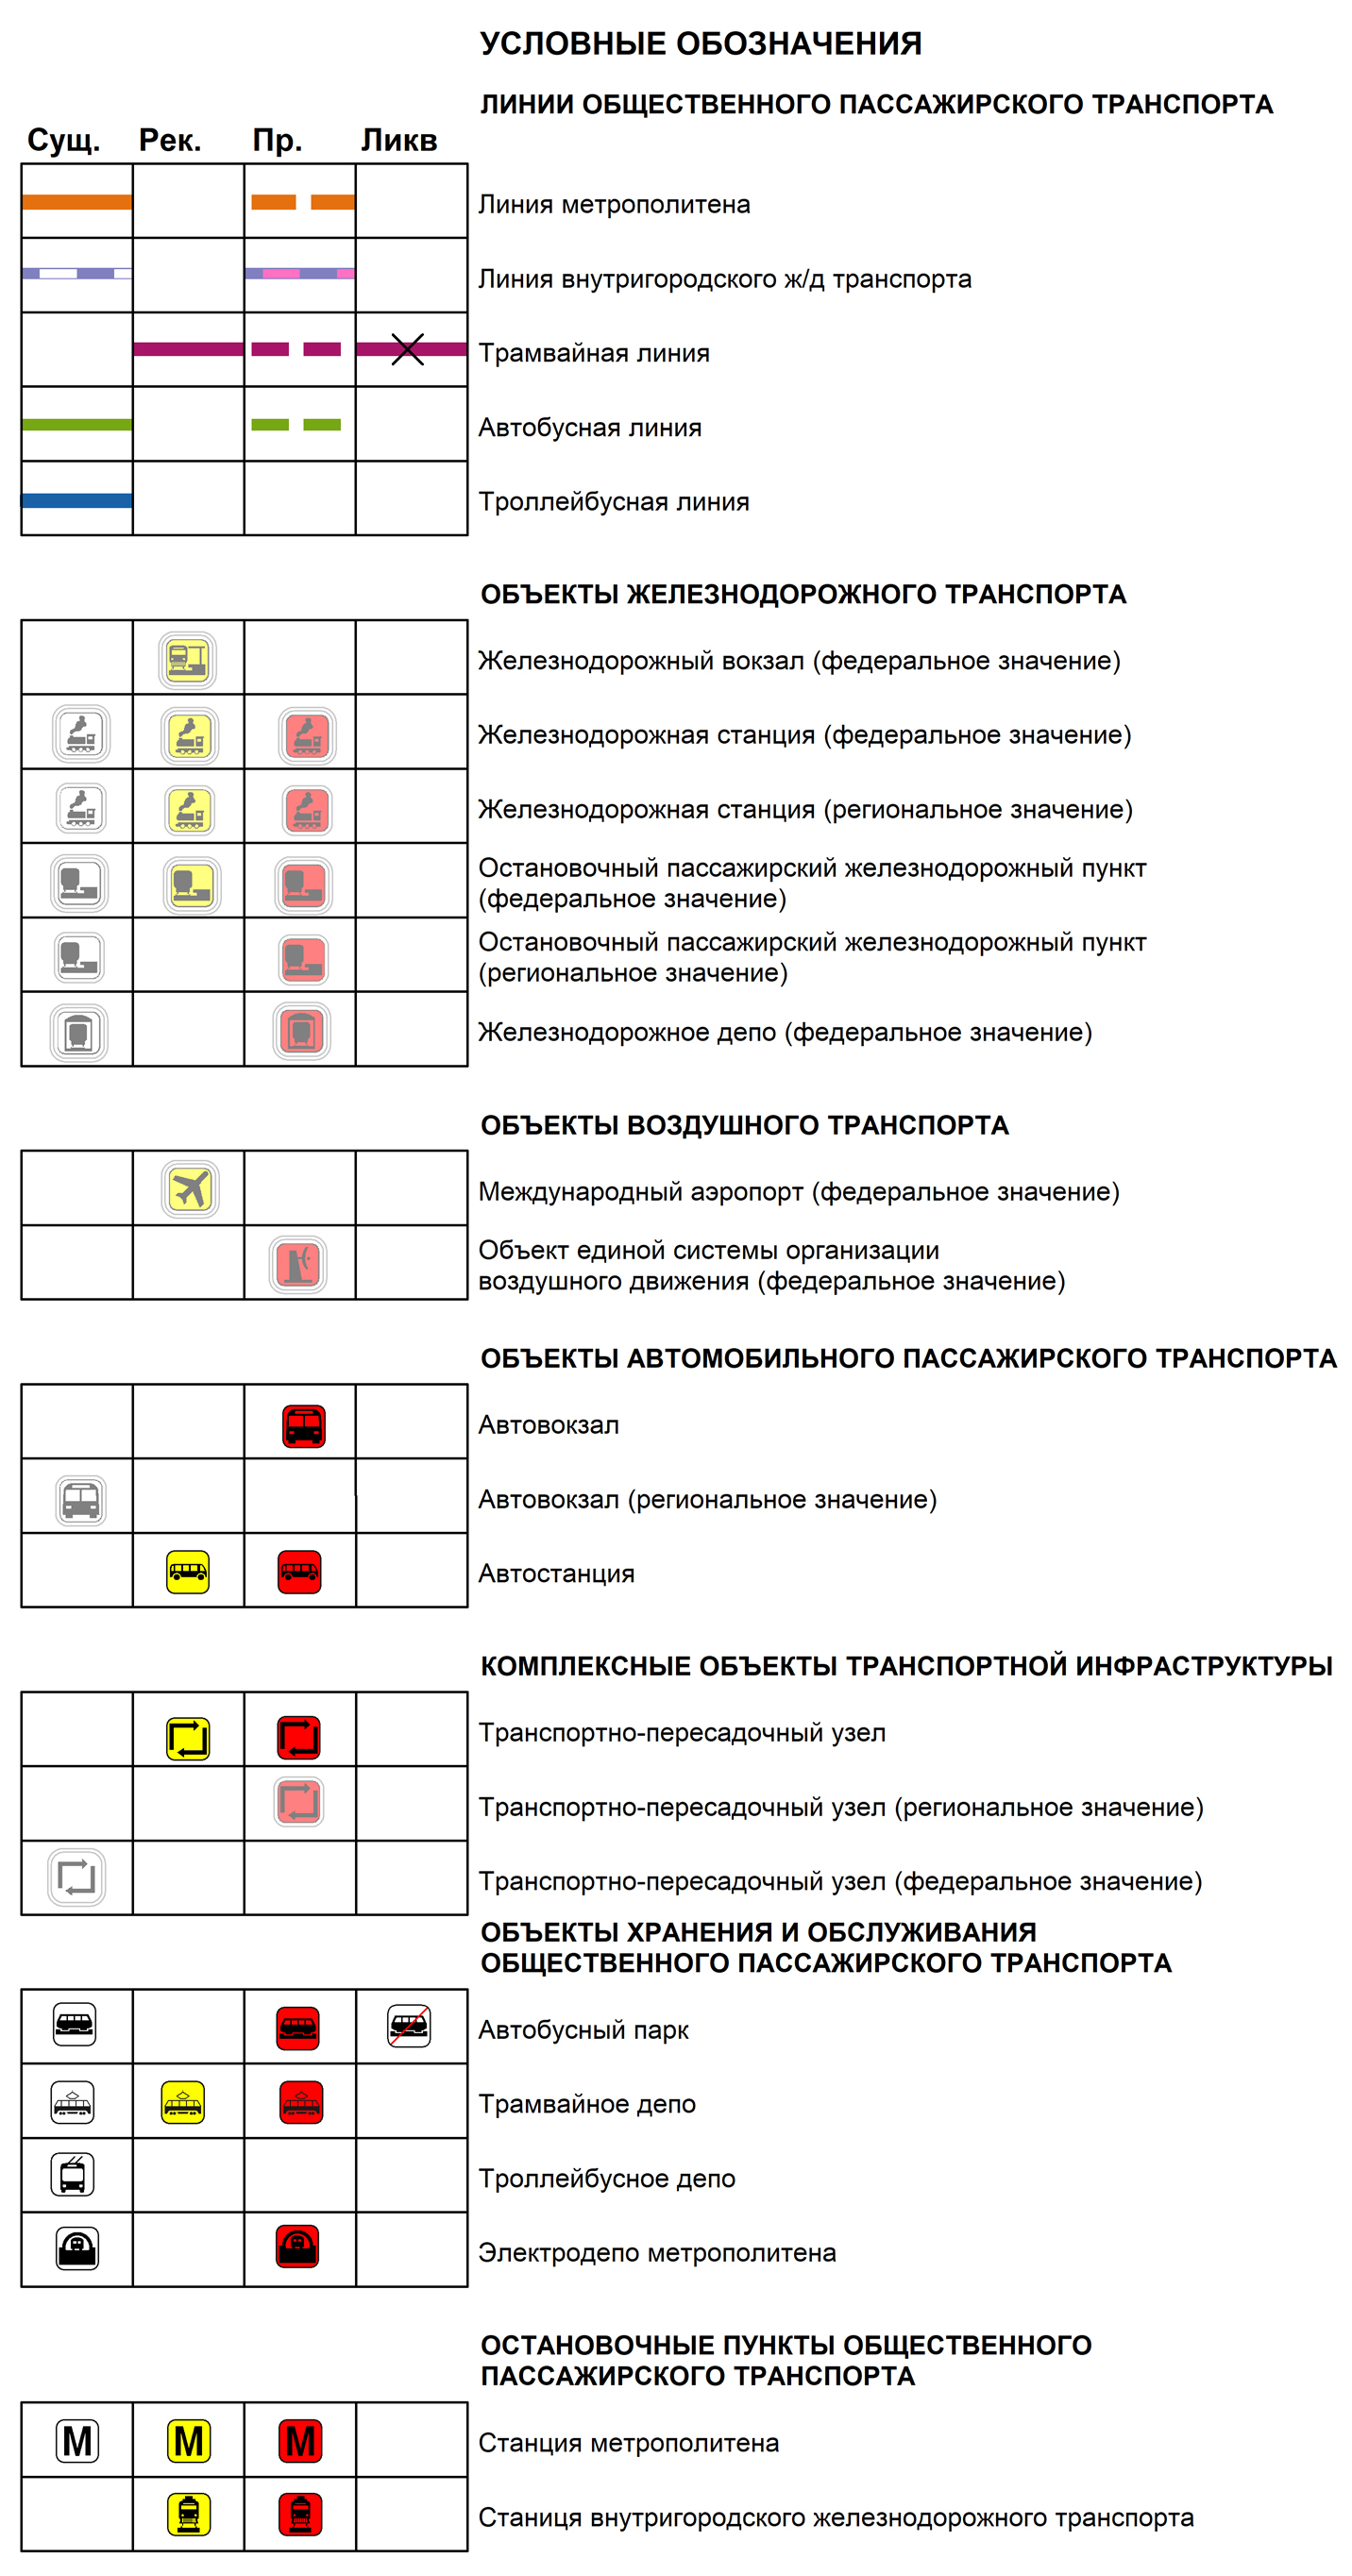 УСЛОВНЫЕ ОБОЗНАЧЕНИЯ
ЛИНИИ ОБЩЕСТВЕННОГО ПАССАЖИРСКОГО ТРАНСПОРТА
Сущ. Рек. Пр. Ликв
Линия метрополитена
Линия внутригородского ж/д транспорта
Трамвайная линия
Автобусная линия
Троллейбусная линия
ОБЪЕКТЫ ЖЕЛЕЗНОДОРОЖНОГО ТРАНСПОРТА
Железнодорожный вокзал (федеральное значение)
Железнодорожная станция (федеральное значение)
Железнодорожная станция (региональное значение)
Остановочный пассажирский железнодорожный пункт
(федеральное значение)
Остановочный пассажирский железнодорожный пункт
(региональное значение)
Железнодорожное депо (федеральное значение)
ОБЪЕКТЫ ВОЗДУШНОГО ТРАНСПОРТА
Международный аэропорт (федеральное значение)
Объект единой системы организации
воздушного движения (федеральное значение)
ОБЪЕКТЫ АВТОМОБИЛЬНОГО ПАССАЖИРСКОГО ТРАНСПОРТА
Автовокзал
Автовокзал (региональное значение)
Автостанция
КОМПЛЕКСНЫЕ ОБЪЕКТЫ ТРАНСПОРТНОЙ ИНФРАСТРУКТУРЫ
Транспортно-пересадочный узел
Транспортно-пересадочный узел (региональное значение)
Транспортно-пересадочный узел (федеральное значение)
ОБЪЕКТЫ ХРАНЕНИЯ И ОБСЛУЖИВАНИЯ
ОБЩЕСТВЕННОГО ПАССАЖИРСКОГО ТРАНСПОРТА
Автобусный парк
Трамвайное депо
Троллейбусное депо
Электродепо метрополитена
ОСТАНОВОЧНЫЕ ПУНКТЫ ОБЩЕСТВЕННОГО
ПАССАЖИРСКОГО ТРАНСПОРТА
М М М Станция метрополитена
Станиця внутригородского железнодорожного транспорта